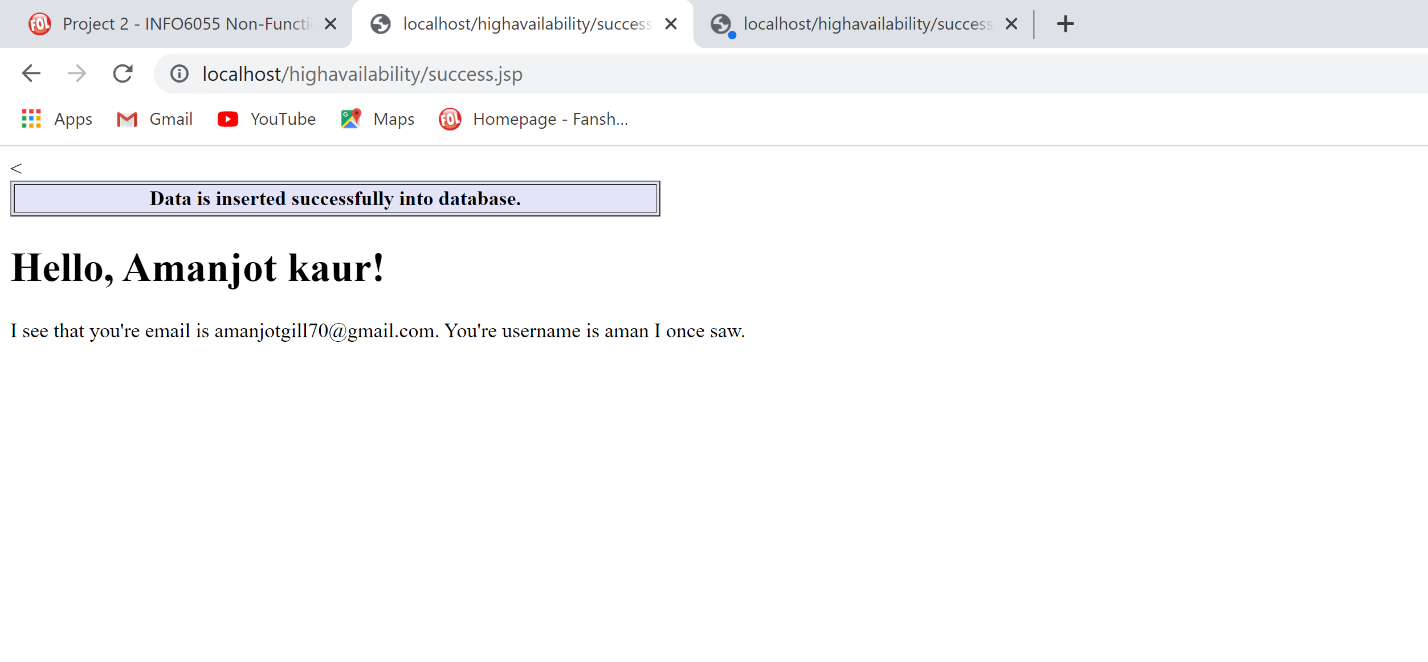 Project 2 - INFO6055 Non-Functi
localhost/highavailability/success
localhost/highavailability/success.
localhost/highavailability/success.jsp
Apps Gmail YouTube Maps FOL Homepage - Fansh...
<
Data is inserted successfully into database.
Hello, Amanjot kaur!
I see that you're email is amanjotgill70@gmail.com. You're username is aman I once saw.